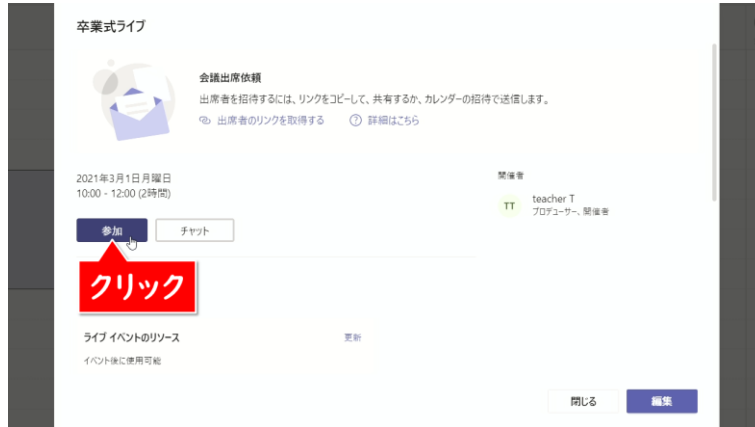 卒業式ライブ
会議出席依頼
出席者を招待するには、リンクをコピーして、共有するか、カレンダーの招待で送信します。
出席者のリンクを取得する ? 詳細はこちら
2021年3月1日月曜日
10:00 - 12:00 (2時間)
開催者
TT
teacher T
プロデューサー、開催者
参加 チャット
クリック
ライブ イベントのリソース 更新
イベント後に使用可能
閉じる 編集